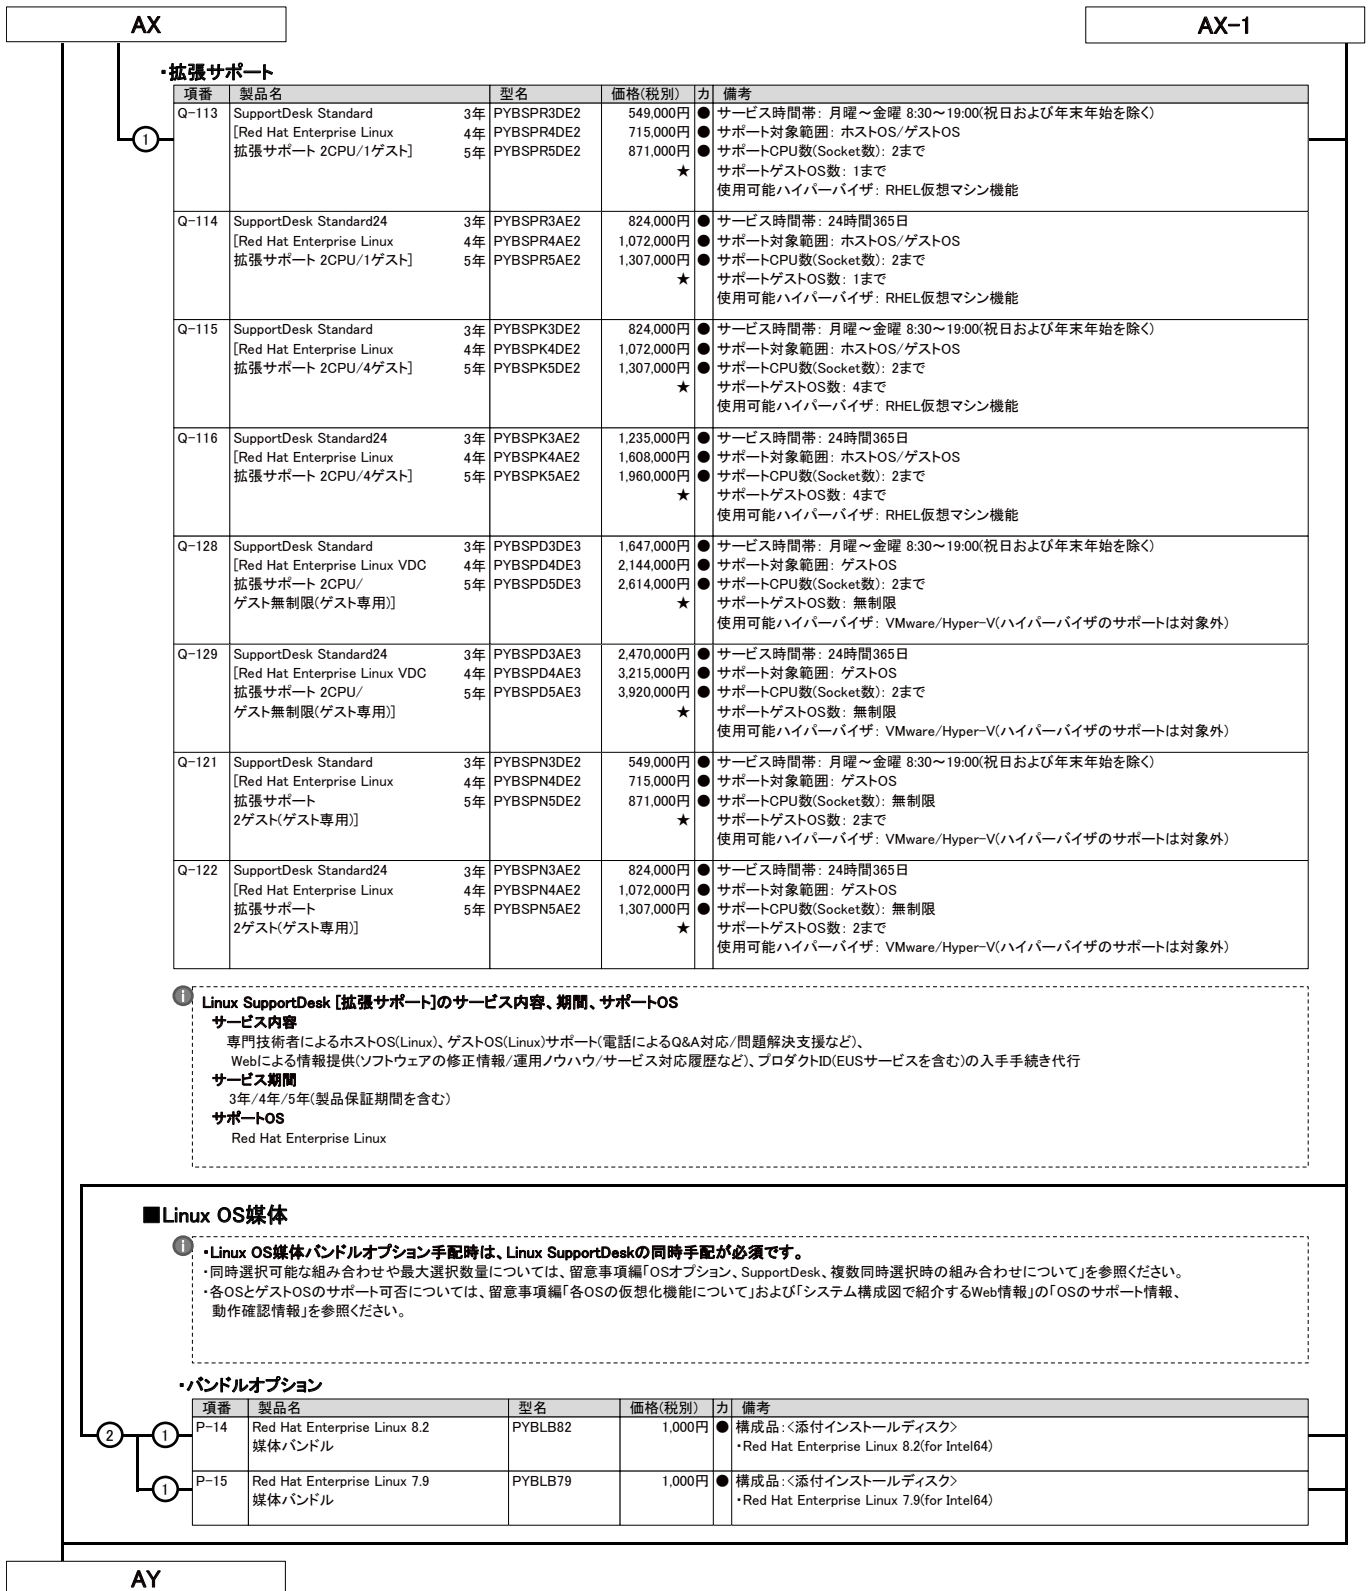 AX
AX-1
・拡張サポート
項番 製品名 型名 価格(税別) カ 備考
Q-113 SupportDesk Standard 3年 PYBSPR3DE2 549,000円 ● サービス時間帯: 月曜～金曜 8:30～19:00(祝日および年末年始を除く)
[Red Hat Enterprise Linux 4年 PYBSPR4DE2 715,000円 ● サポート対象範囲: ホストOS/ゲストOS
拡張サポート 2CPU/1ゲスト] 5年 PYBSPR5DE2 871,000円 ● サポートCPU数(Socket数): 2まで
★ サポートゲストOS数: 1まで
使用可能ハイパーバイザ: RHEL仮想マシン機能
Q-114 SupportDesk Standard24 3年 PYBSPR3AE2 824,000円 ● サービス時間帯: 24時間365日
[Red Hat Enterprise Linux 4年 PYBSPR4AE2 1,072,000円 ● サポート対象範囲: ホストOS/ゲストOS
拡張サポート 2CPU/1ゲスト] 5年 PYBSPR5AE2 1,307,000円 ● サポートCPU数(Socket数): 2まで
★ サポートゲストOS数: 1まで
使用可能ハイパーバイザ: RHEL仮想マシン機能
Q-115 SupportDesk Standard 3年 PYBSPK3DE2 824,000円 ● サービス時間帯: 月曜～金曜 8:30～19:00(祝日および年末年始を除く)
[Red Hat Enterprise Linux 4年 PYBSPK4DE2 1,072,000円 ● サポート対象範囲: ホストOS/ゲストOS
拡張サポート 2CPU/4ゲスト] 5年 PYBSPK5DE2 1,307,000円 ● サポートCPU数(Socket数): 2まで
★ サポートゲストOS数: 4まで
使用可能ハイパーバイザ: RHEL仮想マシン機能
Q-116 SupportDesk Standard24 3年 PYBSPK3AE2 1,235,000円 ● サービス時間帯: 24時間365日
[Red Hat Enterprise Linux 4年 PYBSPK4AE2 1,608,000円 ● サポート対象範囲: ホストOS/ゲストOS
拡張サポート 2CPU/4ゲスト] 5年 PYBSPK5AE2 1,960,000円 ● サポートCPU数(Socket数): 2まで
★ サポートゲストOS数: 4まで
使用可能ハイパーバイザ: RHEL仮想マシン機能
Q-128 SupportDesk Standard 3年 PYBSPD3DE3 1,647,000円 ● サービス時間帯: 月曜～金曜 8:30～19:00(祝日および年末年始を除く)
[Red Hat Enterprise Linux VDC 4年 PYBSPD4DE3 2,144,000円 ● サポート対象範囲: ゲストOS
拡張サポート 2CPU/ 5年 PYBSPD5DE3 2,614,000円 ● サポートCPU数(Socket数): 2まで
ゲスト無制限(ゲスト専用)] ★ サポートゲストOS数: 無制限
使用可能ハイパーバイザ: VMware/Hyper-V(ハイパーバイザのサポートは対象外)
Q-129 SupportDesk Standard24 3年 PYBSPD3AE3 2,470,000円 ● サービス時間帯: 24時間365日
[Red Hat Enterprise Linux VDC 4年 PYBSPD4AE3 3,215,000円 ● サポート対象範囲: ゲストOS
拡張サポート 2CPU/ 5年 PYBSPD5AE3 3,920,000円 ● サポートCPU数(Socket数): 2まで
ゲスト無制限(ゲスト専用)] ★ サポートゲストOS数: 無制限
使用可能ハイパーバイザ: VMware/Hyper-V(ハイパーバイザのサポートは対象外)
Q-121 SupportDesk Standard 3年 PYBSPN3DE2 549,000円 ● サービス時間帯: 月曜～金曜 8:30～19:00(祝日および年末年始を除く)
[Red Hat Enterprise Linux 4年 PYBSPN4DE2 715,000円 ● サポート対象範囲: ゲストOS
拡張サポート 5年 PYBSPN5DE2 871,000円 ● サポートCPU数(Socket数): 無制限
2ゲスト(ゲスト専用)] ★ サポートゲストOS数: 2まで
使用可能ハイパーバイザ: VMware/Hyper-V(ハイパーバイザのサポートは対象外)
Q-122 SupportDesk Standard24 3年 PYBSPN3AE2 824,000円 ● サービス時間帯: 24時間365日
[Red Hat Enterprise Linux 4年 PYBSPN4AE2 1,072,000円 ● サポート対象範囲: ゲストOS
拡張サポート 5年 PYBSPN5AE2 1,307,000円 ● サポートCPU数(Socket数): 無制限
2ゲスト(ゲスト専用)] ★ サポートゲストOS数: 2まで
使用可能ハイパーバイザ: VMware/Hyper-V(ハイパーバイザのサポートは対象外)
1
i
Linux SupportDesk [拡張サポート]のサービス内容、期間、サポートOS
サービス内容
専門技術者によるホストOS(Linux)、ゲストOS(Linux)サポート(電話によるQ&A対応/問題解決支援など)、
Webによる情報提供(ソフトウェアの修正情報/運用ノウハウ/サービス対応履歴など)、プロダクトID(EUSサービスを含む)の入手手続き代行
サービス期間
3年/4年/5年(製品保証期間を含む)
サポートOS
Red Hat Enterprise Linux
■Linux OS媒体
i
・Linux OS媒体バンドルオプション手配時は、Linux SupportDeskの同時手配が必須です。
・同時選択可能な組み合わせや最大選択数量については、留意事項編「OSオプション、SupportDesk、複数同時選択時の組み合わせについて」を参照ください。
・各OSとゲストOSのサポート可否については、留意事項編「各OSの仮想化機能について」および「システム構成図で紹介するWeb情報」の「OSのサポート情報、
動作確認情報」を参照ください。
・バンドルオプション
項番 製品名 型名 価格(税別) カ 備考
2 1 P-14 Red Hat Enterprise Linux 8.2 PYBLB82 1,000円 ● 構成品:<添付インストールディスク>
媒体バンドル ・Red Hat Enterprise Linux 8.2(for Intel64)
1 P-15 Red Hat Enterprise Linux 7.9 PYBLB79 1,000円 ● 構成品:<添付インストールディスク>
媒体バンドル ・Red Hat Enterprise Linux 7.9(for Intel64)
AY